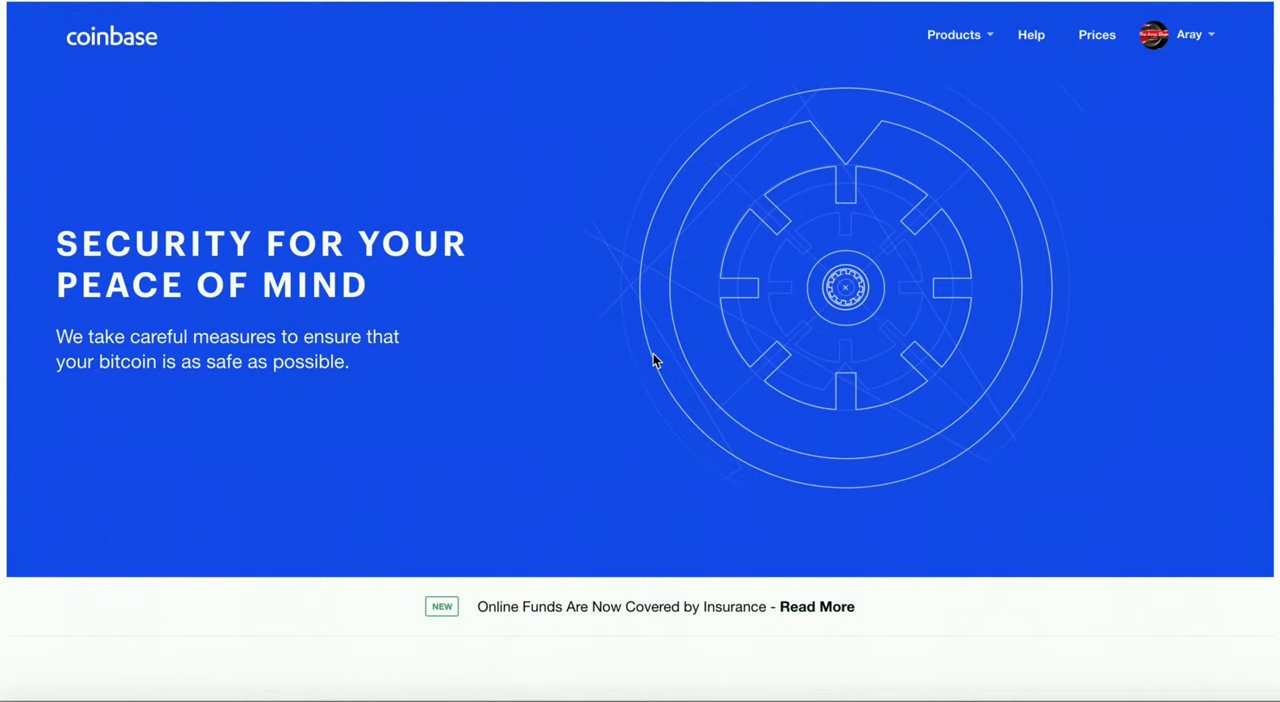 coinbase
Products
Help
Prices
Aray
SECURITY FOR YOUR
PEACE OF MIND
We take careful measures to ensure that
your bitcoin is as safe as possible.
NEW
Online Funds Are Now Covered by Insurance - Read More